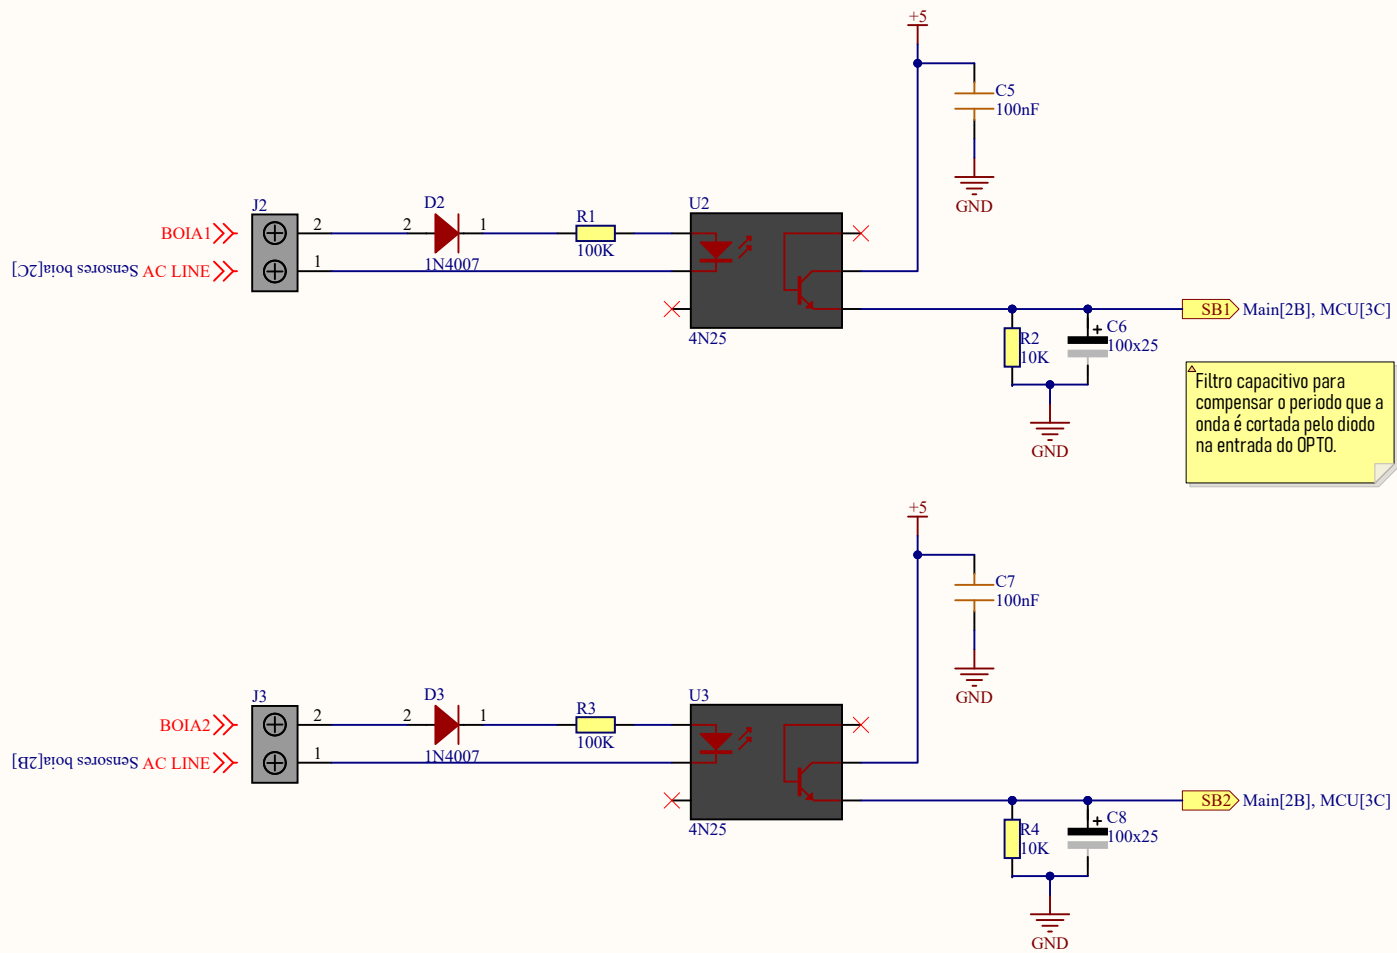 +5
C5
100nF
GND
J2
BOIA1
2
Sensores boia[2C]
AC LINE
1
2
D2
1
1N4007
R1
100K
U2
4N25
R2
10K
C6
100x25
+
GND
SB1
Main[2B], MCU[3C]
Filtro capacitivo para
compensar o periodo que a
onda é cortada pelo diodo
na entrada do OPTO.
+5
C7
100nF
GND
J3
BOIA2
2
Sensores boia[2B]
AC LINE
1
2
D3
1
1N4007
R3
100K
U3
4N25
R4
10K
C8
100x25
+
GND
SB2
Main[2B], MCU[3C]